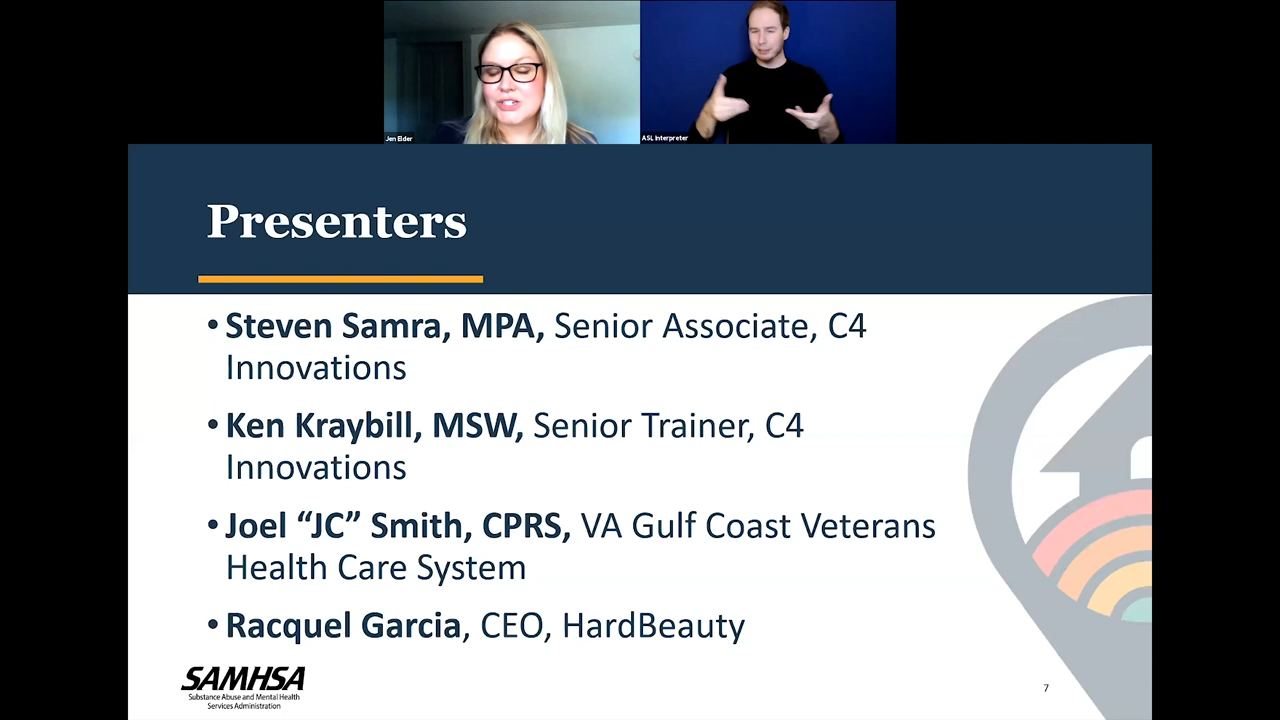 Jen Elder
ASL Interpreter
Presenters
• Steven Samra, MPA, Senior Associate, C4
Innovations
• Ken Kraybill, MSW, Senior Trainer, C4
Innovations
• Joel “JC” Smith, CPRS, VA Gulf Coast Veterans
Health Care System
• Racquel Garcia, CEO, HardBeauty
SAMHSA
Substance Abuse and Mental Health
Services Administration
7